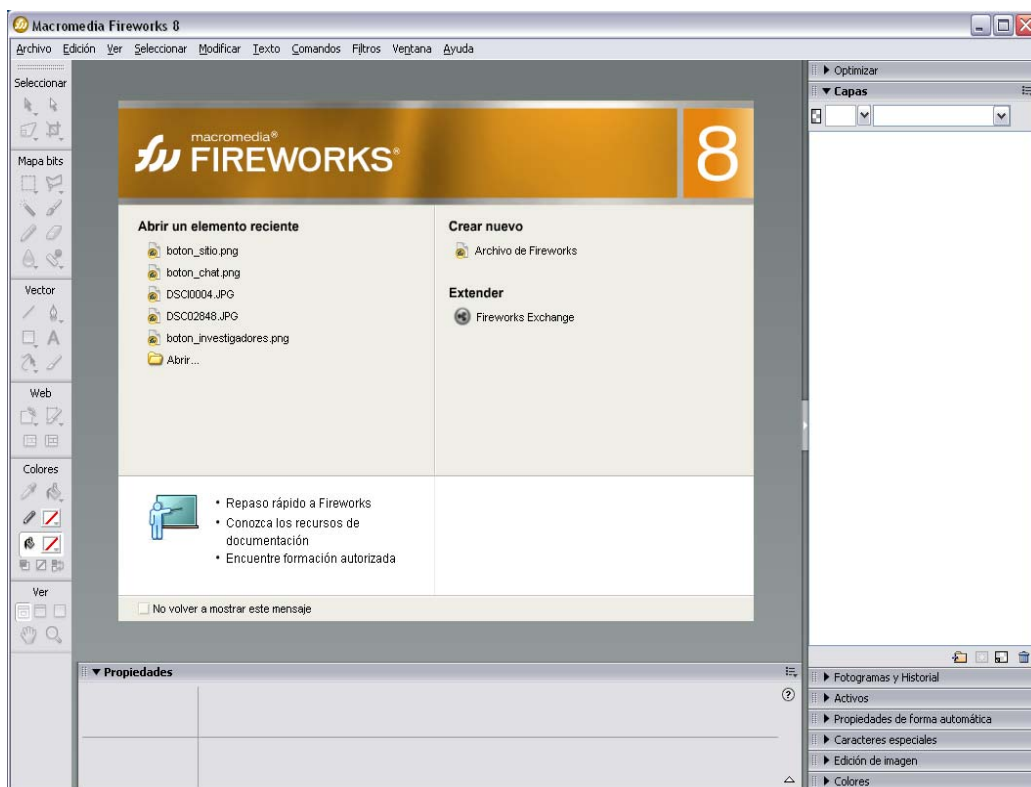 Macromedia Fireworks 8
Archivo Edición Ver Seleccionar Modificar Texto Comandos Filtros Ventana Ayuda
Seleccionar
Mapa bits
Vector
A
Web
Colores
Ver
macromedia®
FIREWORKS®
8
Abrir un elemento reciente
boton_sitio.png
boton_chat.png
DSCI0004.JPG
DSC02848.JPG
boton_investigadores.png
Abrir...
Crear nuevo
Archivo de Fireworks
Extender
Fireworks Exchange
• Repaso rápido a Fireworks
• Conozca los recursos de
documentación
• Encuentre formación autorizada
No volver a mostrar este mensaje
Propiedades
?
Optimizar
Capas
Fotogramas y Historial
Activos
Propiedades de forma automática
Caracteres especiales
Edición de imagen
Colores